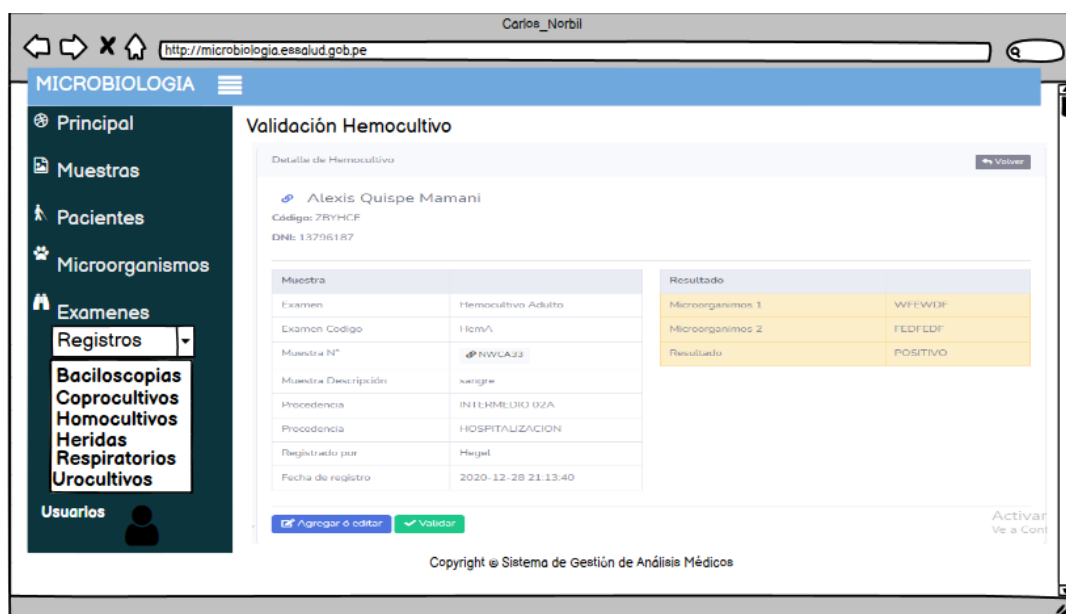 Carlos_Norbil
http://microbiologia.essalud.gob.pe
MICROBIOLOGIA
Principal
Muestras
Pacientes
Microorganismos
Examenes
Registros
Baciloscopias
Coprocultivos
Homocultivos
Heridas
Respiratorios
Urocultivos
Usuarios
Validación Hemocultivo
Detalle de Hemocultivo
Volver
Alexis Quispe Mamani
Código: ZBYHCF
DNI: 13796187
Muestra
Examen Hemocultivo Adulto
Examen Codigo HemA
Muestra N° NWCA33
Muestra Descripción sangre
Procedencia INTERMEDIO 02A
Procedencia HOSPITALIZACION
Registrado por Hegel
Fecha de registro 2020-12-28 21:13:40
Resultado
Microorganimos 1 WFEWDF
Microorganimos 2 FEDFEDF
Resultado POSITIVO
Agregar ó editar Validar
Activar
Ve a Conf
Copyright @ Sistema de Gestión de Análisis Médicos